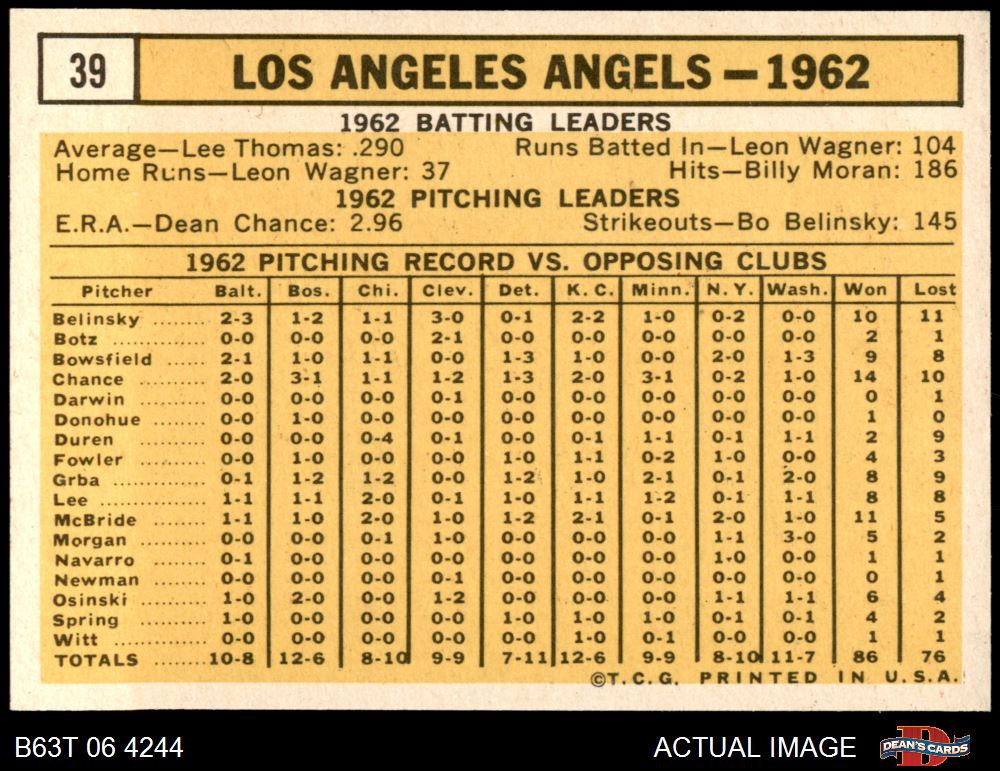 39 LOS ANGELES ANGELS — 1962
1962 BATTING LEADERS
Average—Lee Thomas: .290 Runs Batted In—Leon Wagner: 104
Home Runs—Leon Wagner: 37 Hits—Billy Moran: 186
1962 PITCHING LEADERS
E.R.A.—Dean Chance: 2.96 Strikeouts—Bo Belinsky: 145
1962 PITCHING RECORD VS. OPPOSING CLUBS
Pitcher Balt. Bos. Chi. Clev. Det. K. C. Minn. N. Y. Wash. Won Lost
Belinsky ........ 2-3 1-2 1-1 3-0 0-1 2-2 1-0 0-2 0-0 10 11
Botz ........ 0-0 0-0 0-0 2-1 0-0 0-0 0-0 0-0 0-0 2 1
Bowsfield ...... 2-1 1-0 1-1 0-0 1-3 1-0 0-0 2-0 1-3 9 8
Chance .......... 2-0 3-1 1-1 1-2 1-3 2-0 3-1 0-2 1-0 14 10
Darwin .......... 0-0 0-0 0-0 0-1 0-0 0-0 0-0 0-0 0-0 0 1
Donohue ....... 0-0 1-0 0-0 0-0 0-0 0-0 0-0 0-0 0-0 1 0
Duren ........... 0-0 0-0 0-4 0-1 0-0 0-1 1-1 0-1 1-1 2 9
Fowler .......... 0-0 1-0 0-0 0-0 1-0 1-1 0-2 1-0 0-0 4 3
Grba ............. 0-1 1-2 1-2 0-0 1-2 1-0 2-1 0-1 2-0 8 9
Lee ............... 1-1 1-1 2-0 0-1 1-0 1-1 1-2 0-1 1-1 8 8
McBride ........ 1-1 1-0 2-0 1-0 1-2 2-1 0-1 2-0 1-0 11 5
Morgan ......... 0-0 0-0 0-1 1-0 0-0 0-0 0-0 1-1 3-0 5 2
Navarro ........ 0-1 0-0 0-0 0-0 0-0 0-0 0-0 1-0 0-0 1 1
Newman ........ 0-0 0-0 0-0 0-1 0-0 0-0 0-0 0-0 0-0 0 1
Osinski ......... 1-0 2-0 0-0 1-2 0-0 0-0 0-0 1-1 1-1 6 4
Spring .......... 1-0 0-0 0-0 0-0 1-0 1-0 1-0 0-1 0-1 4 2
Witt .............. 0-0 0-0 0-0 0-0 0-0 1-0 0-1 0-0 0-0 1 1
TOTALS ....... 10-8 12-6 8-10 9-9 7-11 12-6 9-9 8-10 11-7 86 76
©T.C.G. PRINTED IN U.S.A.
B63T 06 4244 ACTUAL IMAGE DEAN'S CARDS